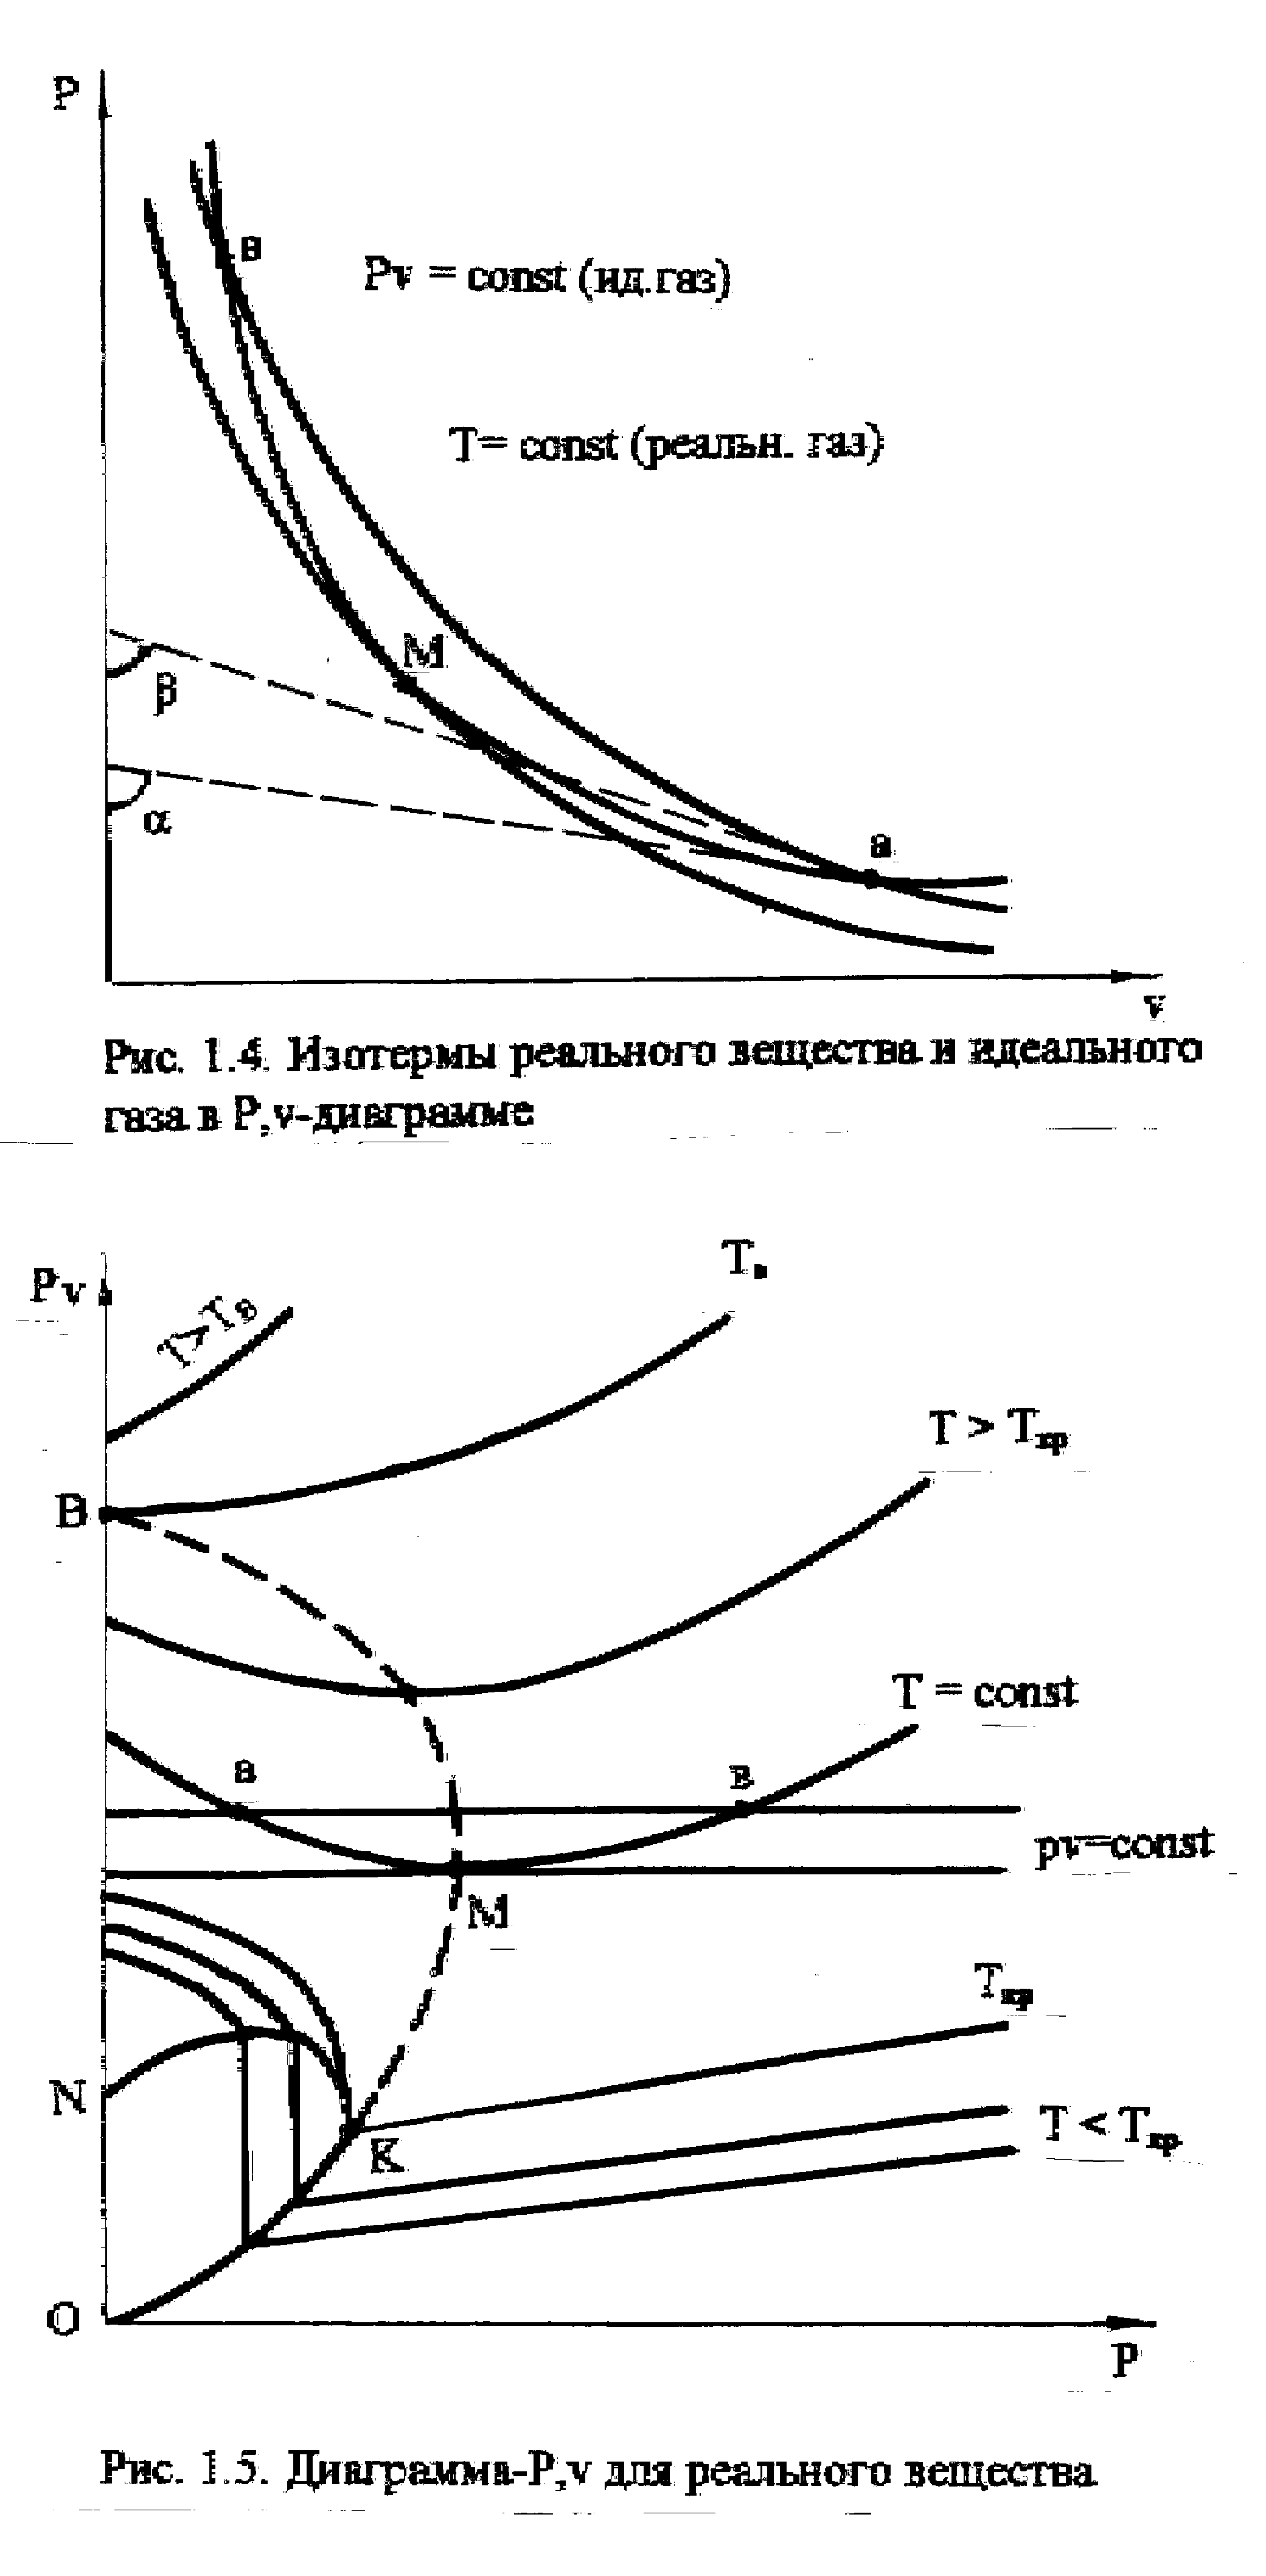 P
в
Pv = const (ид.газ)
T= const (реальн. газ)
M
β
a
α
v
Рис. 1.4. Изотермы реального вещества и идеального
газа в P,v-диаграмме
Pv
T>Tв
Tв
T > Tкр
B
T = const
a
в
pv=const
M
Tкр
N
K
T < Tкр
O
P
Рис. 1.5. Диаграмма-P,v для реального вещества